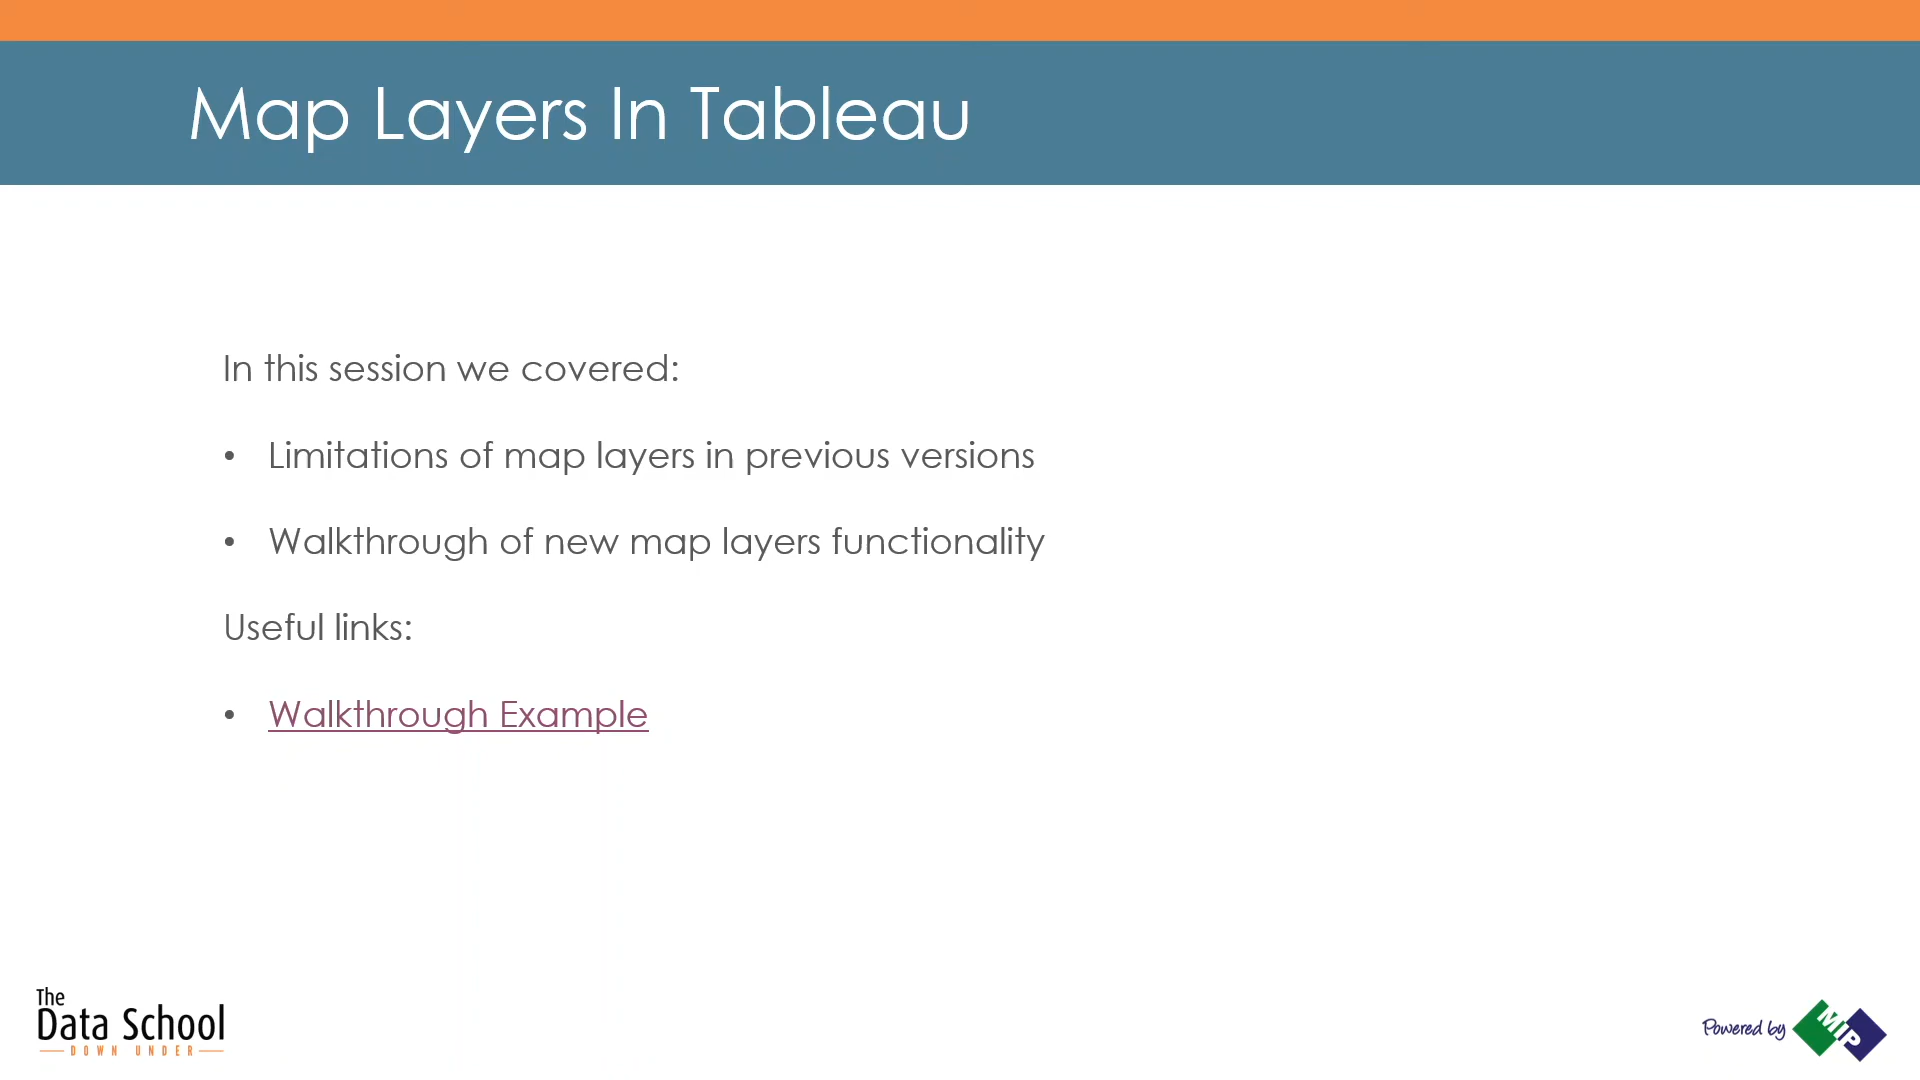 Map Layers In Tableau
In this session we covered:
• Limitations of map layers in previous versions
• Walkthrough of new map layers functionality
Useful links:
• Walkthrough Example
The
Data School
DOWN UNDER
Powered by
MIP